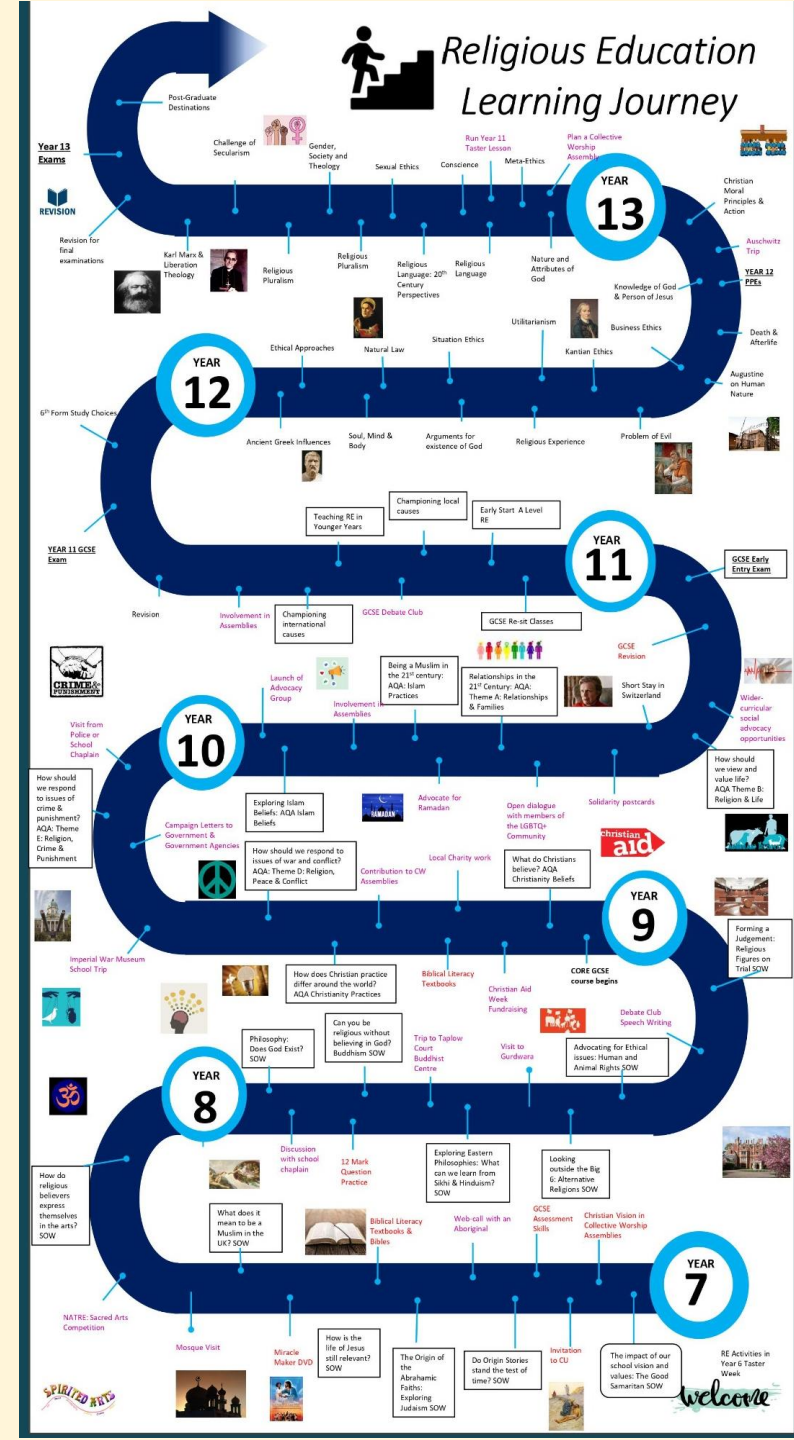 Religious Education
Learning Journey
Post-Graduate
Destinations
Year 13
Exams
REVISION
Revision for
final
examinations
Challenge of
Secularism
Karl Marx &
Liberation
Theology
Gender,
Society and
Theology
Religious
Pluralism
Sexual Ethics
Religious
Pluralism
Conscience
Religious
Language: 20th
Century
Perspectives
Run Year 11
Taster Lesson
Religious
Language
Meta-Ethics
Plan a Collective
Worship
Assembly
Nature and
Attributes of
God
YEAR
13
Christian
Moral
Principles &
Action
Auschwitz
Trip
YEAR 12
PPEs
Knowledge of God
& Person of Jesus
Business Ethics
Death &
Afterlife
Augustine
on Human
Nature
Utilitarianism
Kantian Ethics
Situation Ethics
Natural Law
Ethical Approaches
YEAR
12
Ancient Greek Influences
Soul, Mind &
Body
Arguments for
existence of God
Religious Experience
Problem of Evil
6th Form Study Choices
YEAR 11 GCSE
Exam
Revision
Teaching RE in
Younger Years
Championing local
causes
Early Start A Level
RE
YEAR
11
GCSE Early
Entry Exam
Involvement in
Assemblies
Championing
international
causes
GCSE Debate Club
GCSE Re-sit Classes
GCSE
Revision
Short Stay in
Switzerland
Wider-
curricular
social
advocacy
opportunities
How should
we view and
value life?
AQA Theme B:
Religion & Life
CRIME&
PUNISHMENT
Launch of
Advocacy
Group
Involvement in
Assemblies
Being a Muslim in
the 21st century:
AQA: Islam
Practices
Relationships in the
21st Century: AQA:
Theme A: Relationships
& Families
YEAR
10
Visit from
Police or
School
Chaplain
How should
we respond
to issues of
crime &
punishment?
AQA: Theme
E: Religion,
Crime &
Punishment
Exploring Islam
Beliefs: AQA Islam
Beliefs
RAMADAN
Advocate for
Ramadan
Open dialogue
with members of
the LGBTQ+
Community
Solidarity postcards
christian
aid
Campaign Letters to
Government &
Government Agencies
How should we respond to
issues of war and conflict?
AQA: Theme D: Religion,
Peace & Conflict
Contribution to CW
Assemblies
Local Charity work
What do Christians
believe? AQA
Christianity Beliefs
YEAR
9
Imperial War Museum
School Trip
How does Christian practice
differ around the world?
AQA Christianity Practices
Biblical Literacy
Textbooks
Christian Aid
Week
Fundraising
CORE GCSE
course begins
Forming a
Judgement:
Religious
Figures on
Trial SOW
Debate Club
Speech Writing
Advocating for Ethical
issues: Human and
Animal Rights SOW
Philosophy:
Does God Exist?
SOW
Can you be
religious without
believing in God?
Buddhism SOW
Trip to Taplow
Court
Buddhist
Centre
Visit to
Gurdwara
YEAR
8
Discussion
with school
chaplain
12 Mark
Question
Practice
Exploring Eastern
Philosophies: What
can we learn from
Sikhi & Hinduism?
SOW
Looking
outside the Big
6: Alternative
Religions SOW
How do
religious
believers
express
themselves
in the arts?
SOW
What does it
mean to be a
Muslim in the
UK? SOW
Biblical Literacy
Textbooks &
Bibles
Web-call with an
Aboriginal
GCSE
Assessment
Skills
Christian Vision in
Collective Worship
Assemblies
YEAR
7
NATRE: Sacred Arts
Competition
Mosque Visit
Miracle
Maker DVD
How is the
life of Jesus
still relevant?
SOW
The Origin of
the
Abrahamic
Faiths:
Exploring
Judaism SOW
Do Origin Stories
stand the test of
time? SOW
Invitation
to CU
The impact of our
school vision and
values: The Good
Samaritan SOW
RE Activities in
Year 6 Taster
Week
SPIRITED ARTS
welcome
ॐ